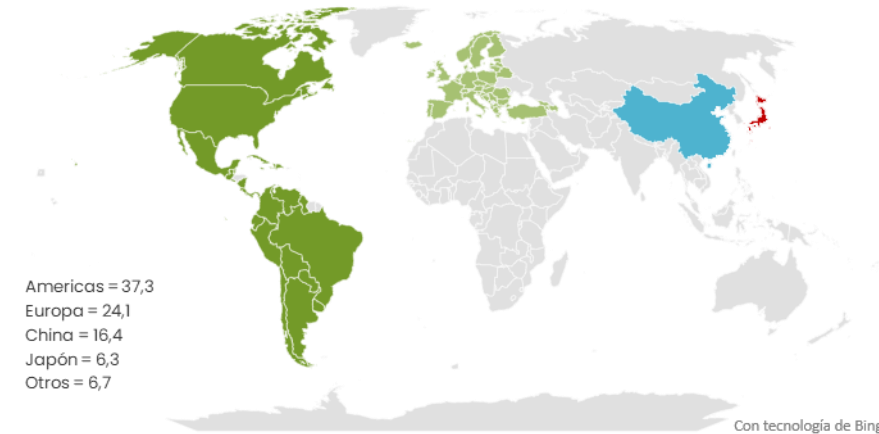 Americas = 37,3
Europa = 24,1
China = 16,4
Japón = 6,3
Otros = 6,7
Con tecnología de Bing